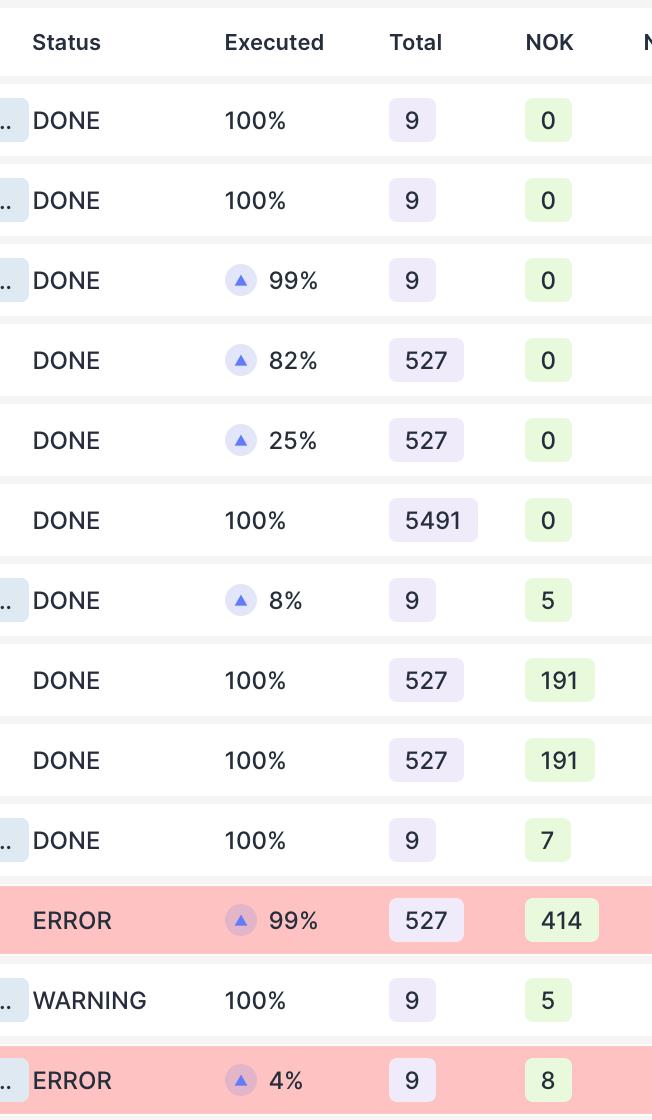 Status Executed Total NOK
.. DONE 100% 9 0
.. DONE 100% 9 0
.. DONE 99% 9 0
DONE 82% 527 0
DONE 25% 527 0
DONE 100% 5491 0
.. DONE 8% 9 5
DONE 100% 527 191
DONE 100% 527 191
.. DONE 100% 9 7
ERROR 99% 527 414
.. WARNING 100% 9 5
.. ERROR 4% 9 8